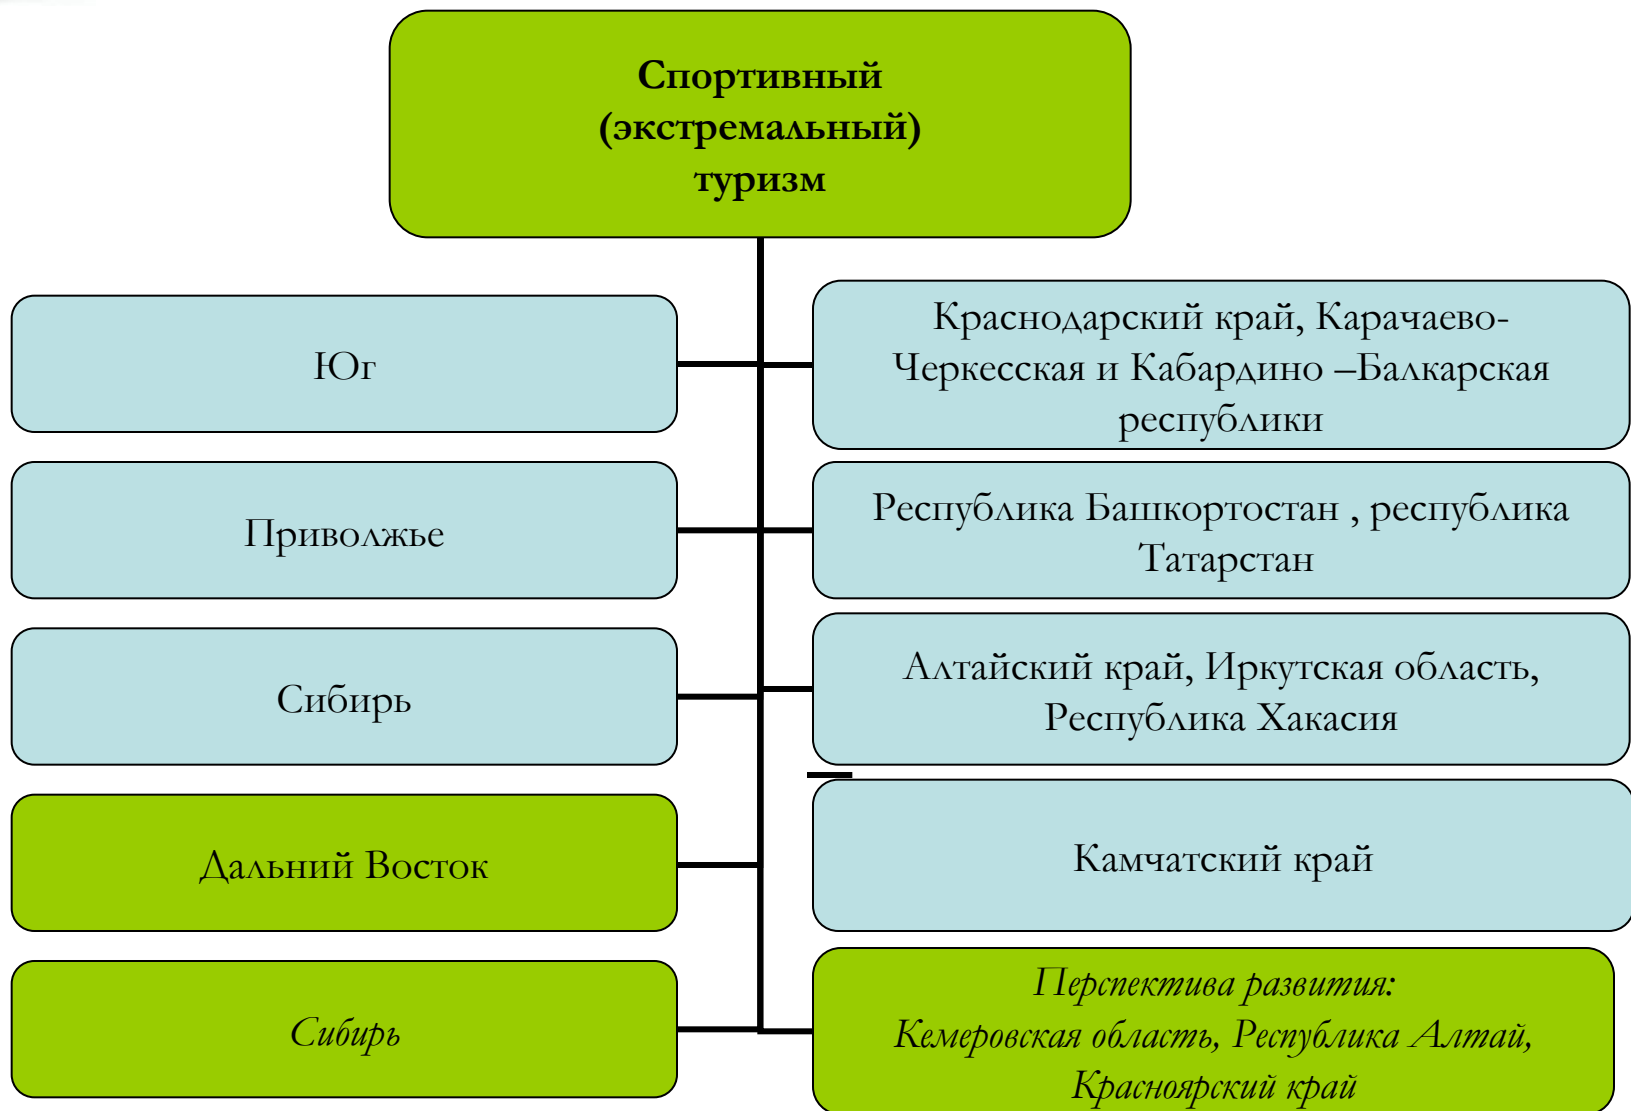 Спортивный
(экстремальный)
туризм
Юг
Краснодарский край, Карачаево-
Черкесская и Кабардино –Балкарская
республики
Приволжье
Республика Башкортостан , республика
Татарстан
Сибирь
Алтайский край, Иркутская область,
Республика Хакасия
Дальний Восток
Камчатский край
Сибирь
Перспектива развития:
Кемеровская область, Республика Алтай,
Красноярский край